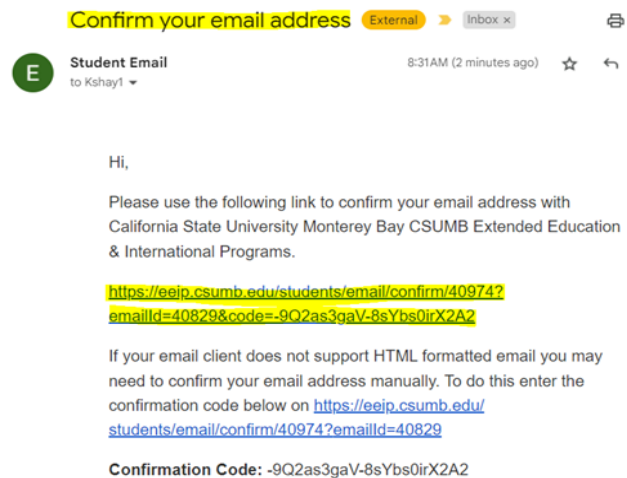 Confirm your email address External Inbox ×
E
Student Email 8:31AM (2 minutes ago)
to Kshay1
Hi,
Please use the following link to confirm your email address with
California State University Monterey Bay CSUMB Extended Education
& International Programs.
https://eeip.csumb.edu/students/email/confirm/40974?
emailId=40829&code=-9Q2as3gaV-8sYbs0irX2A2
If your email client does not support HTML formatted email you may
need to confirm your email address manually. To do this enter the
confirmation code below on https://eeip.csumb.edu/
students/email/confirm/40974?emailId=40829
Confirmation Code: -9Q2as3gaV-8sYbs0irX2A2